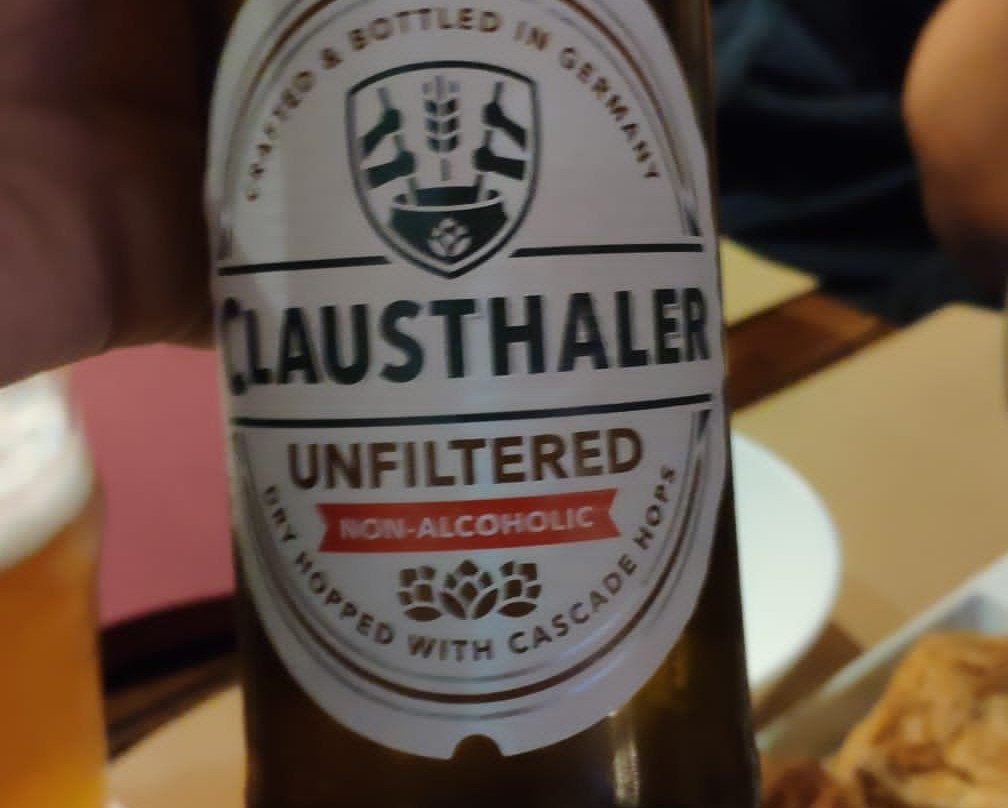 CRAFTED & BOTTLED IN GERMANY
CLAUSTHALER
UNFILTERED
NON-ALCOHOLIC
DRY HOPPED WITH CASCADE HOPS